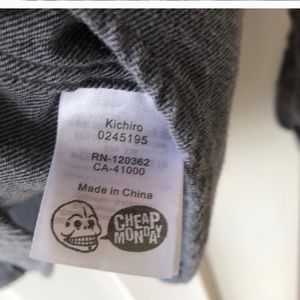 Kichiro
0245195
RN-120362
CA-41000
Made in China
CHEAP
MONDAY